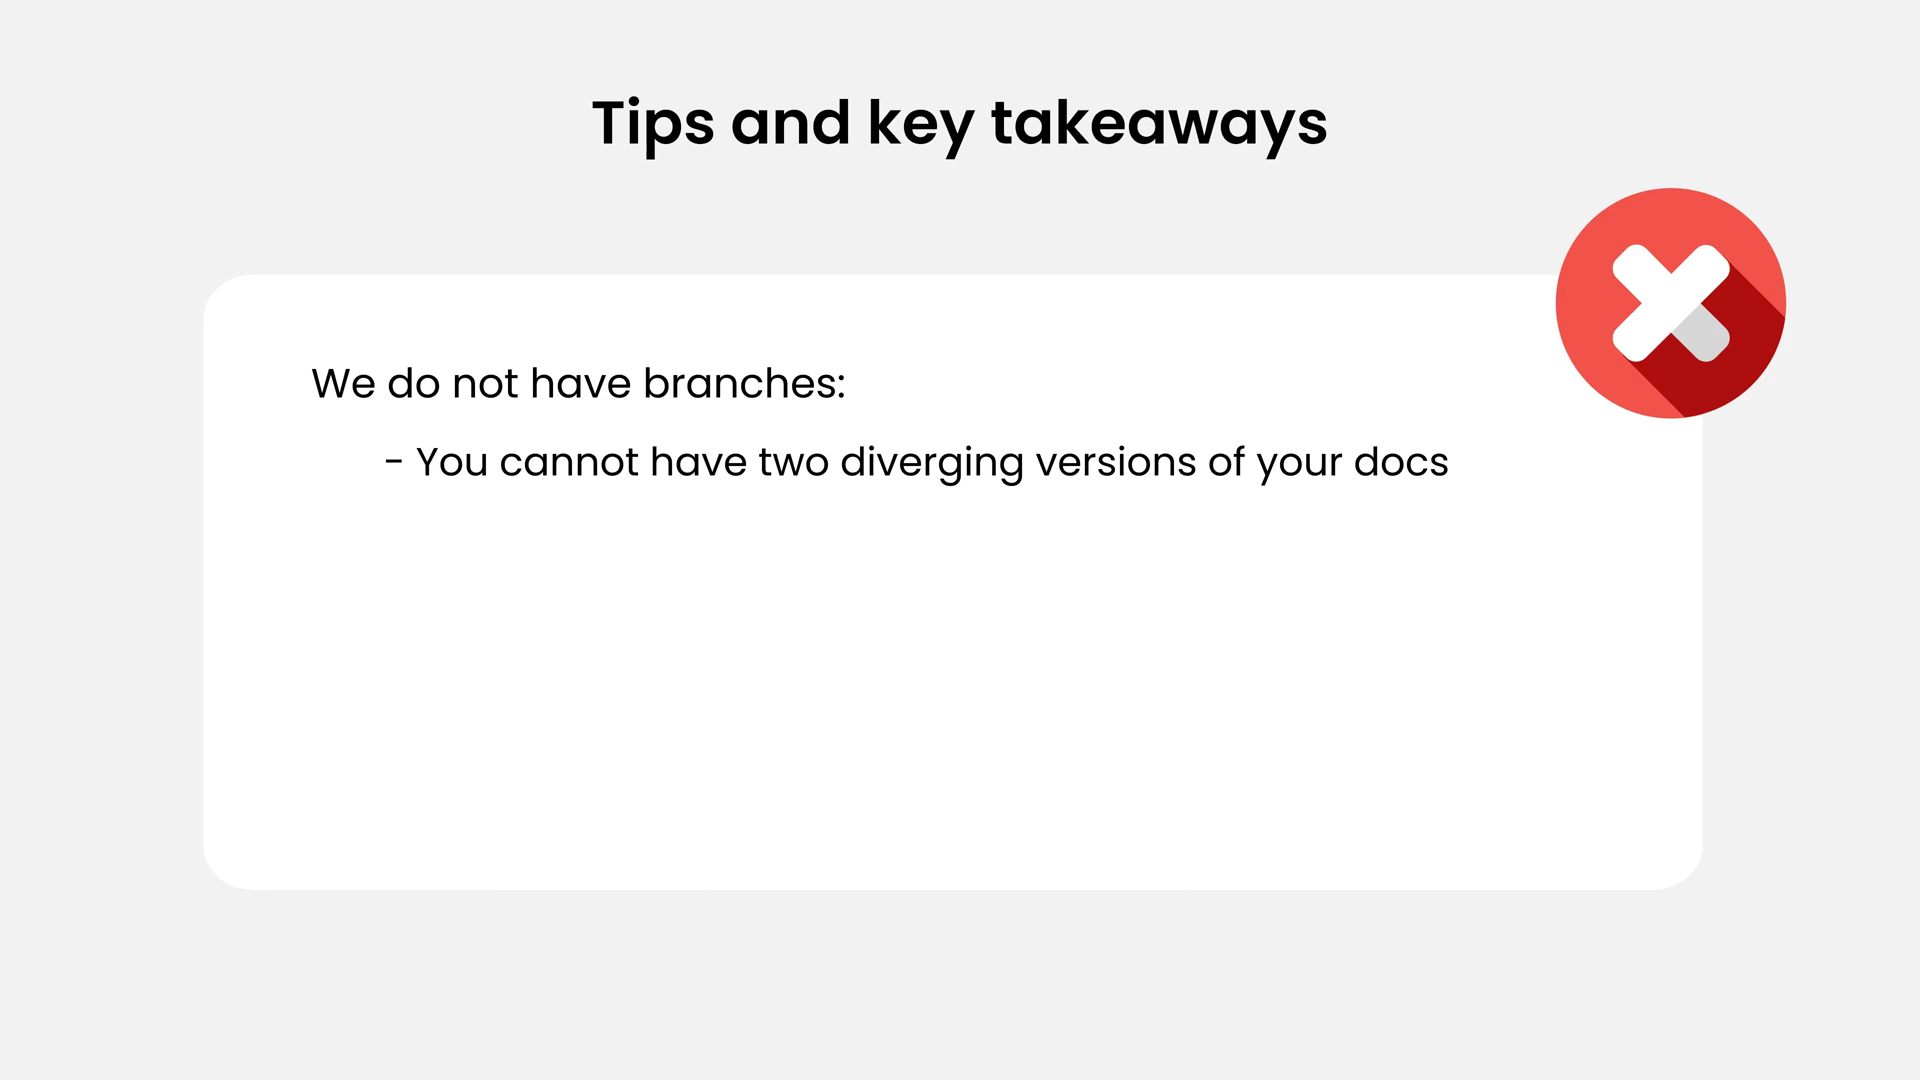 Tips and key takeaways
We do not have branches:
- You cannot have two diverging versions of your docs